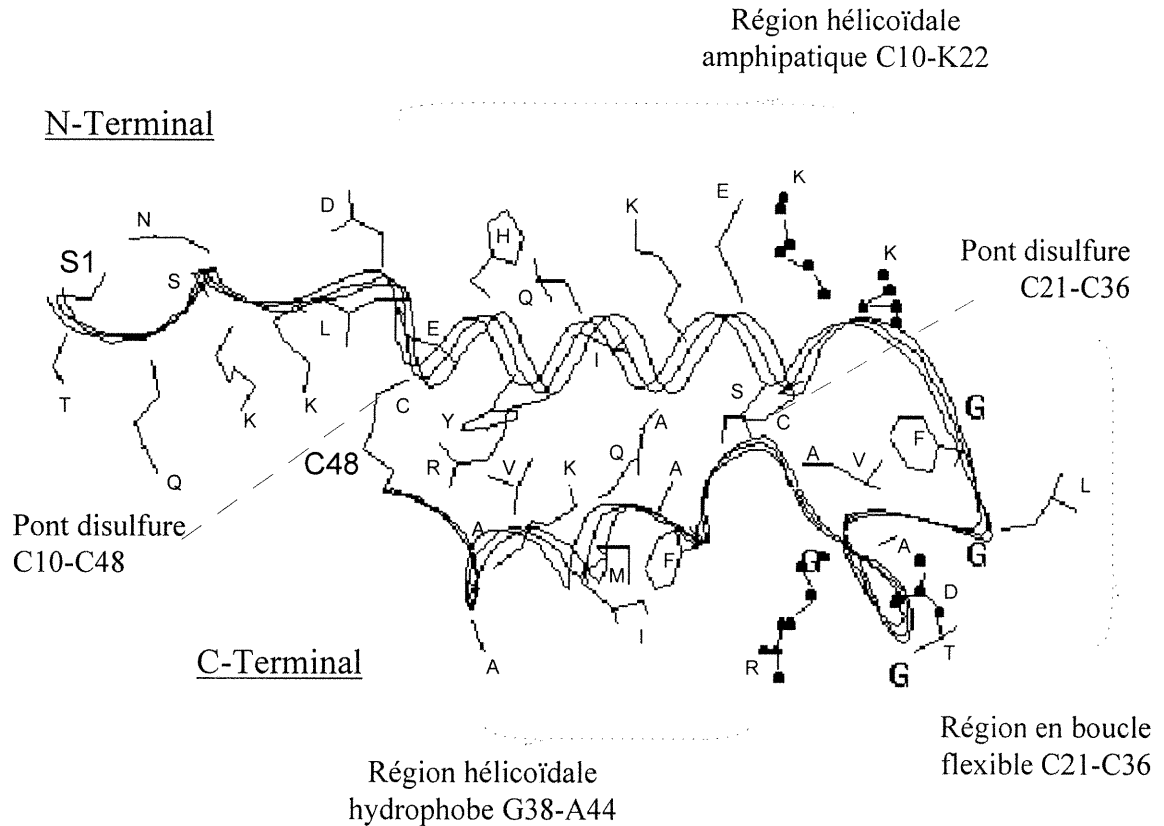 Région hélicoïdale
amphipatique C10-K22
N-Terminal
K
D
K
E
N
H
S1
K
Pont disulfure
C21-C36
S
Q
L
E
I
T
K
K
C
Y
A
S
C
G
F
C48
R
V
K
Q
A
A
V
L
Q
Pont disulfure
C10-C48
A
M
F
G
A
G
D
I
C-Terminal
A
R
G
T
Région en boucle
flexible C21-C36
Région hélicoïdale
hydrophobe G38-A44